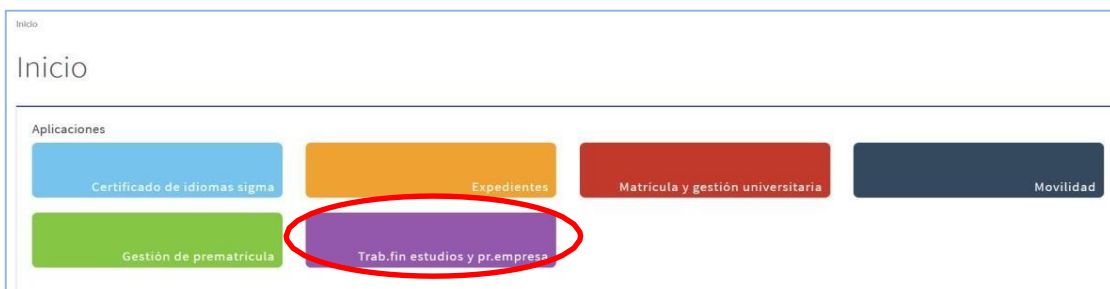 Inicio
Inicio
Aplicaciones
Certificado de idiomas sigma
Expedientes
Matrícula y gestión universitaria
Movilidad
Gestión de prematrícula
Trab.fin estudios y pr.empresa